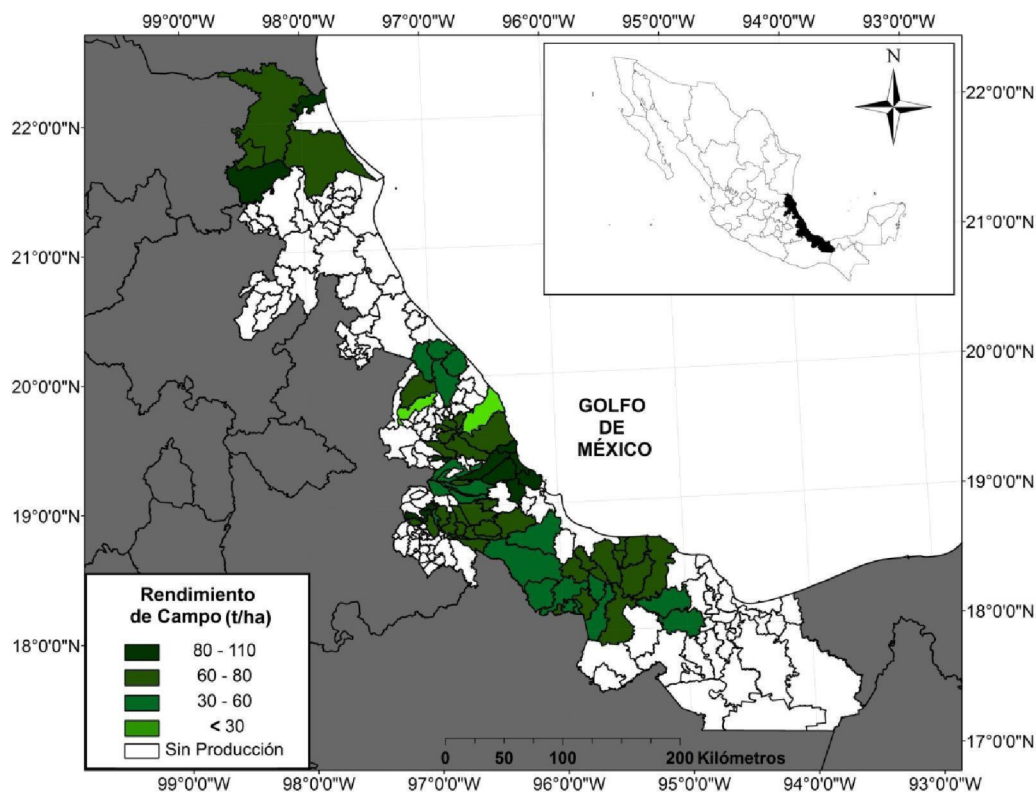 99°0'0"W 98°0'0"W 97°0'0"W 96°0'0"W 95°0'0"W 94°0'0"W 93°0'0"W
N
22°0'0"N
22°0'0"N
21°0'0"N
21°0'0"N
20°0'0"N
20°0'0"N
GOLFO
DE
MÉXICO
19°0'0"N
19°0'0"N
18°0'0"N
18°0'0"N
17°0'0"N
Rendimiento
de Campo (t/ha)
80 - 110
60 - 80
30 - 60
< 30
Sin Producción
0 50 100 200 Kilómetros
99°0'0"W 98°0'0"W 97°0'0"W 96°0'0"W 95°0'0"W 94°0'0"W 93°0'0"W